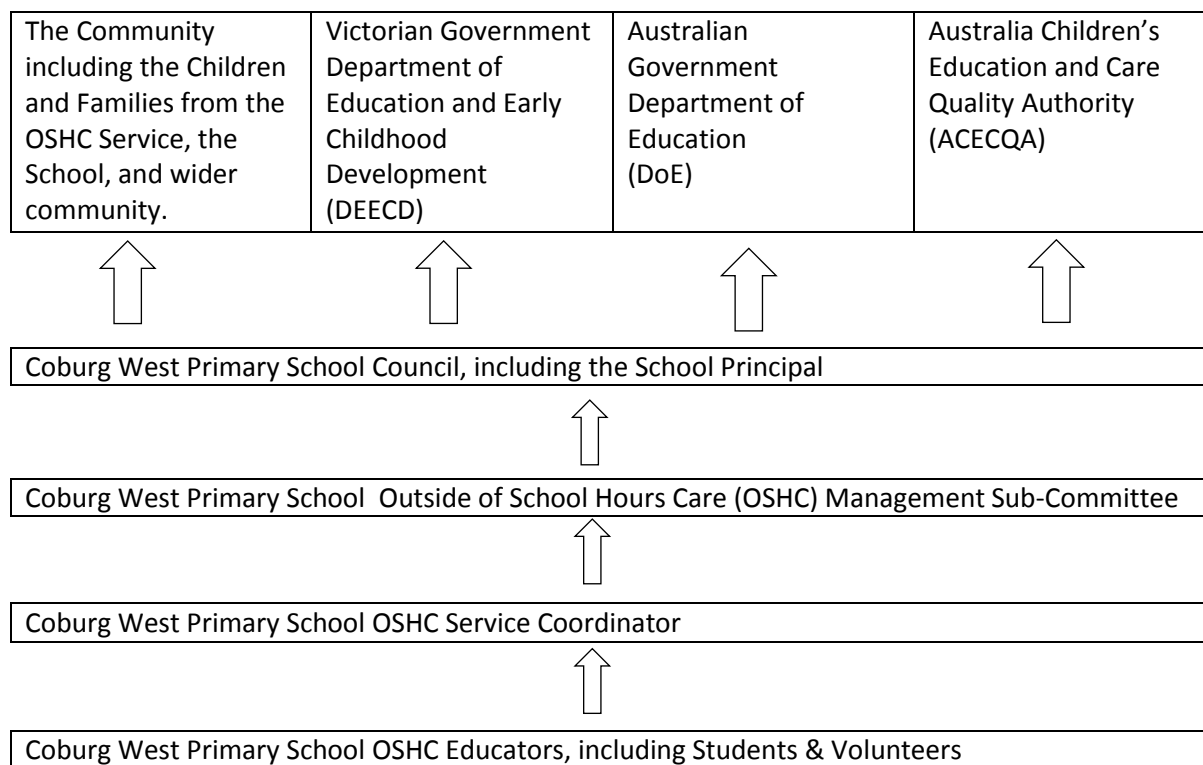 The Community
including the Children
and Families from the
OSHC Service, the
School, and wider
community.
Victorian Government
Department of
Education and Early
Childhood
Development
(DEECD)
Australian
Government
Department of
Education
(DoE)
Australia Children’s
Education and Care
Quality Authority
(ACECQA)
Coburg West Primary School Council, including the School Principal
Coburg West Primary School  Outside of School Hours Care (OSHC) Management Sub-Committee
Coburg West Primary School OSHC Service Coordinator
Coburg West Primary School OSHC Educators, including Students & Volunteers